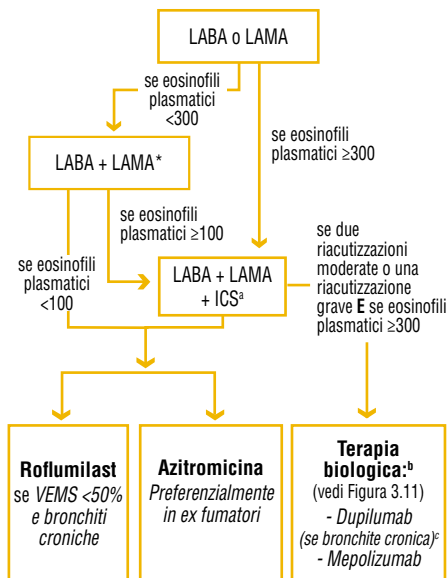 LABA o LAMA
se eosinofili
plasmatici
<300
se eosinofili
plasmatici ≥300
LABA + LAMA*
se eosinofili
plasmatici ≥100
se eosinofili
plasmatici
<100
LABA + LAMA
+ ICSª
se due
riacutizzazioni
moderate o una
riacutizzazione
grave E se eosinofili
plasmatici ≥300
Roflumilast
se VEMS <50%
e bronchiti
croniche
Azitromicina
Preferenzialmente
in ex fumatori
Terapia
biologica:ᵇ
(vedi Figura 3.11)
- Dupilumab
(se bronchite cronica)ᶜ
- Mepolizumab